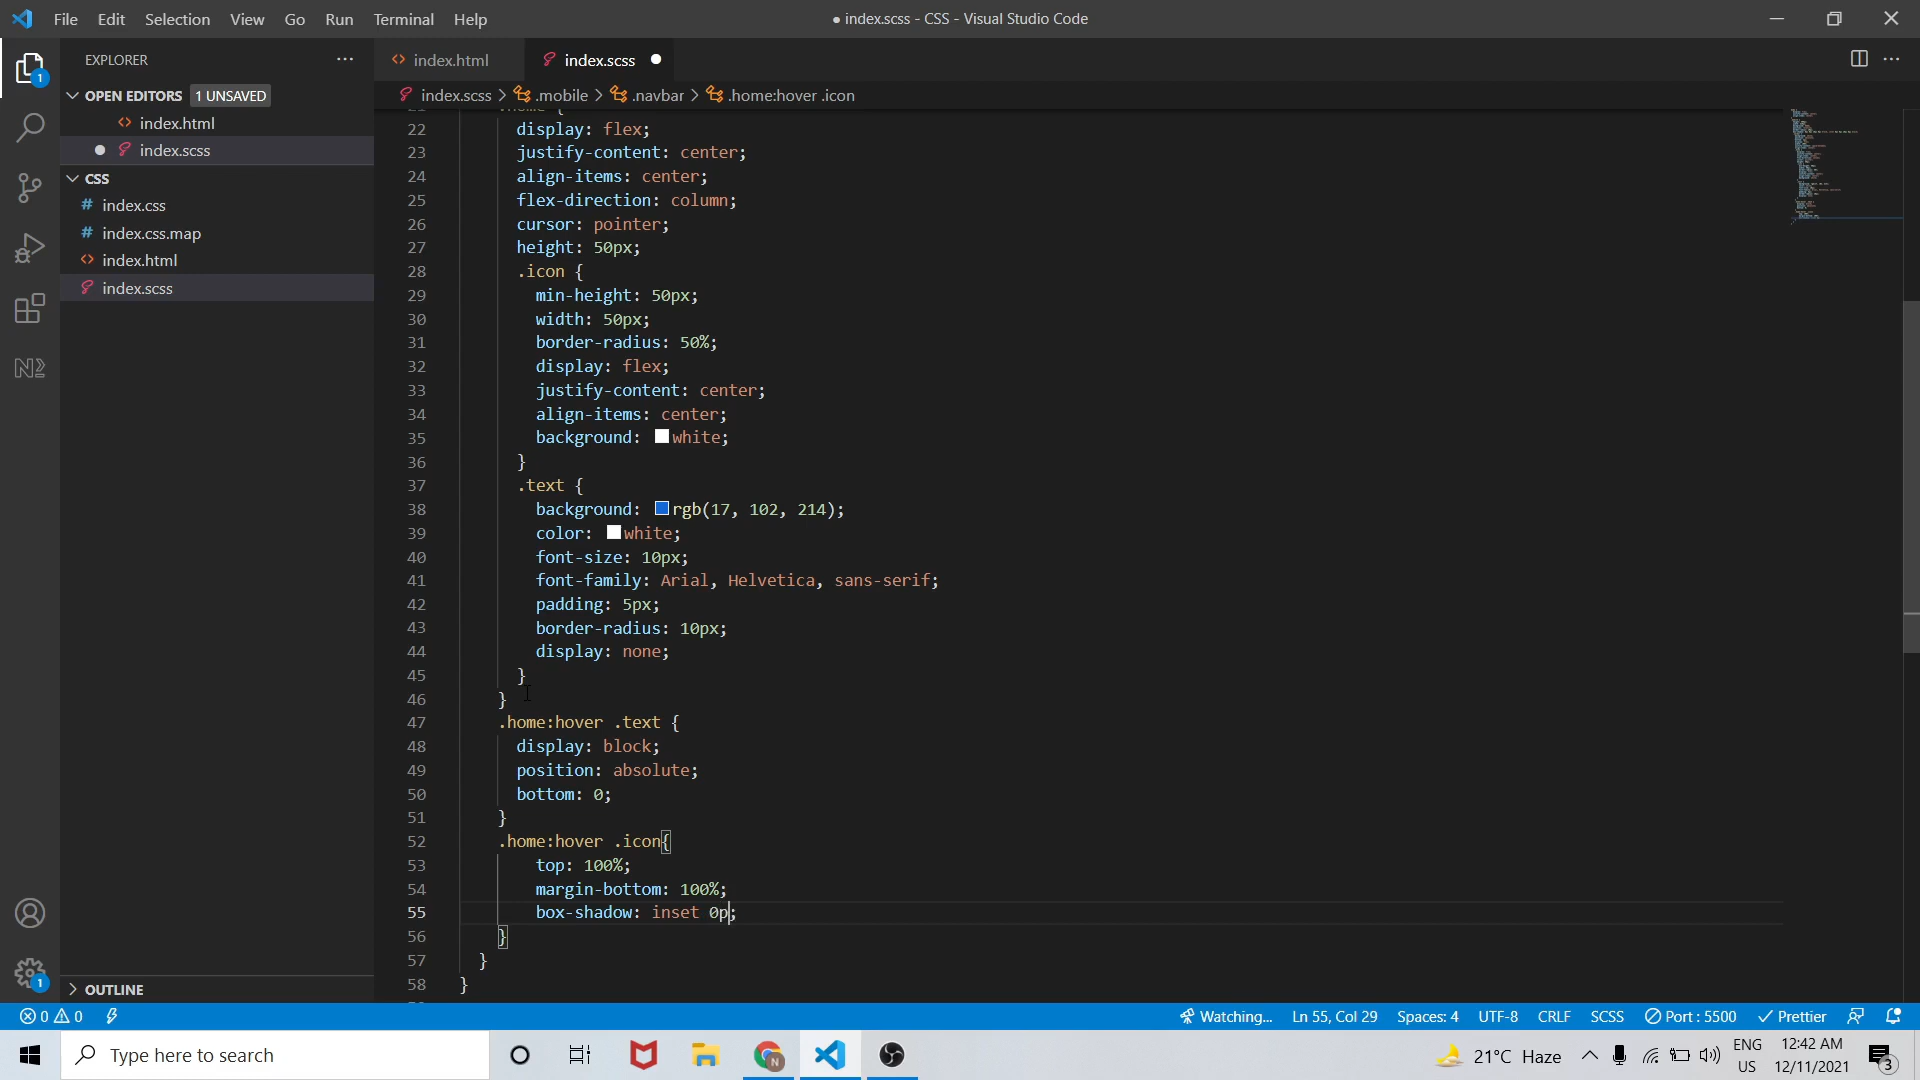 File Edit Selection View Go Run Terminal Help
● index.scss - CSS - Visual Studio Code
EXPLORER
OPEN EDITORS 1 UNSAVED
index.html
index.scss
CSS
index.css
index.css.map
index.html
index.scss
OUTLINE
index.html index.scss
index.scss > .mobile > .navbar > .home:hover .icon
22 display: flex;
23 justify-content: center;
24 align-items: center;
25 flex-direction: column;
26 cursor: pointer;
27 height: 50px;
28 .icon {
29 min-height: 50px;
30 width: 50px;
31 border-radius: 50%;
32 display: flex;
33 justify-content: center;
34 align-items: center;
35 background: white;
36 }
37 .text {
38 background: rgb(17, 102, 214);
39 color: white;
40 font-size: 10px;
41 font-family: Arial, Helvetica, sans-serif;
42 padding: 5px;
43 border-radius: 10px;
44 display: none;
45 }
46 }
47 .home:hover .text {
48 display: block;
49 position: absolute;
50 bottom: 0;
51 }
52 .home:hover .icon{
53 top: 100%;
54 margin-bottom: 100%;
55 box-shadow: inset 0p;
56 }
57 }
58 }
0 0 Watching... Ln 55, Col 29 Spaces: 4 UTF-8 CRLF SCSS Port : 5500 Prettier
Type here to search
21°C Haze
ENG
US
12:42 AM
12/11/2021
3